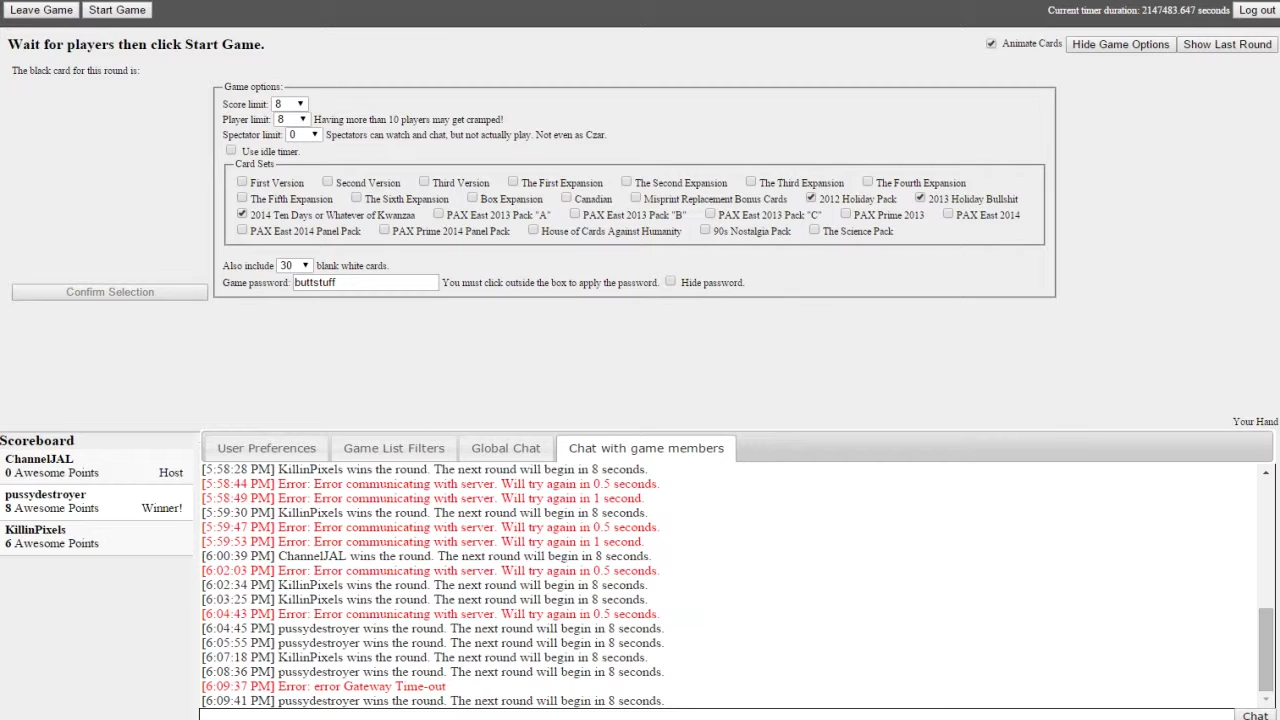 Leave Game Start Game Current timer duration: 2147483.647 seconds Log out
Wait for players then click Start Game. Animate Cards Hide Game Options Show Last Round
The black card for this round is:
Game options:
Score limit: 8
Player limit: 8 Having more than 10 players may get cramped!
Spectator limit: 0 Spectators can watch and chat, but not actually play. Not even as Czar.
Use idle timer.
Card Sets
First Version Second Version Third Version The First Expansion The Second Expansion The Third Expansion The Fourth Expansion
The Fifth Expansion The Sixth Expansion Box Expansion Canadian Misprint Replacement Bonus Cards 2012 Holiday Pack 2013 Holiday Bullshit
2014 Ten Days or Whatever of Kwanzaa PAX East 2013 Pack "A" PAX East 2013 Pack "B" PAX East 2013 Pack "C" PAX Prime 2013 PAX East 2014
PAX East 2014 Panel Pack PAX Prime 2014 Panel Pack House of Cards Against Humanity 90s Nostalgia Pack The Science Pack
Also include 30 blank white cards.
Game password: buttstuff You must click outside the box to apply the password. Hide password.
Confirm Selection
Your Hand
Scoreboard
ChannelJAL
0 Awesome Points Host
pussydestroyer
8 Awesome Points Winner!
KillinPixels
6 Awesome Points
User Preferences Game List Filters Global Chat Chat with game members
[5:58:28 PM] KillinPixels wins the round. The next round will begin in 8 seconds.
[5:58:44 PM] Error: Error communicating with server. Will try again in 0.5 seconds.
[5:58:49 PM] Error: Error communicating with server. Will try again in 1 second.
[5:59:30 PM] KillinPixels wins the round. The next round will begin in 8 seconds.
[5:59:47 PM] Error: Error communicating with server. Will try again in 0.5 seconds.
[5:59:53 PM] Error: Error communicating with server. Will try again in 1 second.
[6:00:39 PM] ChannelJAL wins the round. The next round will begin in 8 seconds.
[6:02:03 PM] Error: Error communicating with server. Will try again in 0.5 seconds.
[6:02:34 PM] KillinPixels wins the round. The next round will begin in 8 seconds.
[6:03:25 PM] KillinPixels wins the round. The next round will begin in 8 seconds.
[6:04:43 PM] Error: Error communicating with server. Will try again in 0.5 seconds.
[6:04:45 PM] pussydestroyer wins the round. The next round will begin in 8 seconds.
[6:05:55 PM] pussydestroyer wins the round. The next round will begin in 8 seconds.
[6:07:18 PM] KillinPixels wins the round. The next round will begin in 8 seconds.
[6:08:36 PM] pussydestroyer wins the round. The next round will begin in 8 seconds.
[6:09:37 PM] Error: error Gateway Time-out
[6:09:41 PM] pussydestroyer wins the round. The next round will begin in 8 seconds.
Chat